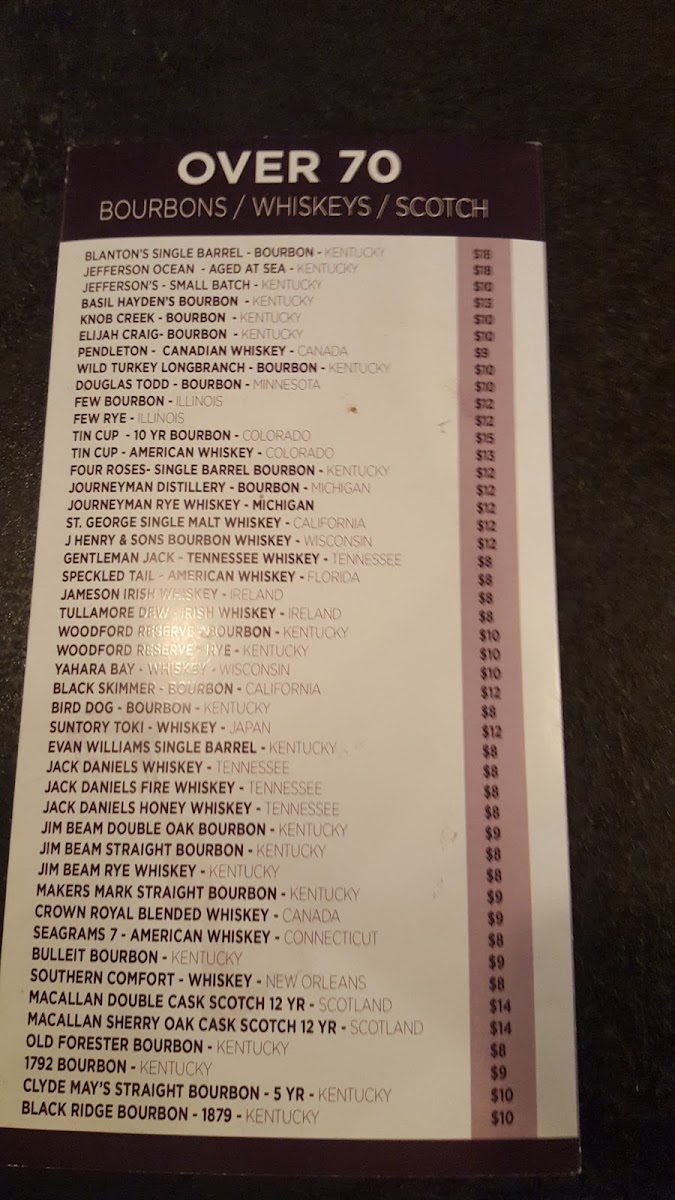 OVER 70
BOURBONS / WHISKEYS / SCOTCH
BLANTON'S SINGLE BARREL - BOURBON - KENTUCKY $18
JEFFERSON OCEAN - AGED AT SEA - KENTUCKY $18
JEFFERSON'S - SMALL BATCH - KENTUCKY $10
BASIL HAYDEN'S BOURBON - KENTUCKY $13
KNOB CREEK - BOURBON - KENTUCKY $10
ELIJAH CRAIG- BOURBON - KENTUCKY $10
PENDLETON - CANADIAN WHISKEY - CANADA $9
WILD TURKEY LONGBRANCH - BOURBON - KENTUCKY $10
DOUGLAS TODD - BOURBON - MINNESOTA $10
FEW BOURBON - ILLINOIS $12
FEW RYE - ILLINOIS $12
TIN CUP - 10 YR BOURBON - COLORADO $15
TIN CUP - AMERICAN WHISKEY - COLORADO $13
FOUR ROSES- SINGLE BARREL BOURBON - KENTUCKY $12
JOURNEYMAN DISTILLERY - BOURBON - MICHIGAN $12
JOURNEYMAN RYE WHISKEY - MICHIGAN $12
ST. GEORGE SINGLE MALT WHISKEY - CALIFORNIA $12
J HENRY & SONS BOURBON WHISKEY - WISCONSIN $12
GENTLEMAN JACK - TENNESSEE WHISKEY - TENNESSEE $8
SPECKLED TAIL - AMERICAN WHISKEY - FLORIDA $8
JAMESON IRISH WHISKEY - IRELAND $8
TULLAMORE DEW - IRISH WHISKEY - IRELAND $8
WOODFORD RESERVE - BOURBON - KENTUCKY $10
WOODFORD RESERVE - RYE - KENTUCKY $10
YAHARA BAY - WHISKEY - WISCONSIN $10
BLACK SKIMMER - BOURBON - CALIFORNIA $12
BIRD DOG - BOURBON - KENTUCKY $8
SUNTORY TOKI - WHISKEY - JAPAN $12
EVAN WILLIAMS SINGLE BARREL - KENTUCKY $8
JACK DANIELS WHISKEY - TENNESSEE $8
JACK DANIELS FIRE WHISKEY - TENNESSEE $8
JACK DANIELS HONEY WHISKEY - TENNESSEE $8
JIM BEAM DOUBLE OAK BOURBON - KENTUCKY $9
JIM BEAM STRAIGHT BOURBON - KENTUCKY $8
JIM BEAM RYE WHISKEY - KENTUCKY $8
MAKERS MARK STRAIGHT BOURBON - KENTUCKY $9
CROWN ROYAL BLENDED WHISKEY - CANADA $9
SEAGRAMS 7 - AMERICAN WHISKEY - CONNECTICUT $8
BULLEIT BOURBON - KENTUCKY $9
SOUTHERN COMFORT - WHISKEY - NEW ORLEANS $8
MACALLAN DOUBLE CASK SCOTCH 12 YR - SCOTLAND $14
MACALLAN SHERRY OAK CASK SCOTCH 12 YR - SCOTLAND $14
OLD FORESTER BOURBON - KENTUCKY $8
1792 BOURBON - KENTUCKY $9
CLYDE MAY'S STRAIGHT BOURBON - 5 YR - KENTUCKY $10
BLACK RIDGE BOURBON - 1879 - KENTUCKY $10